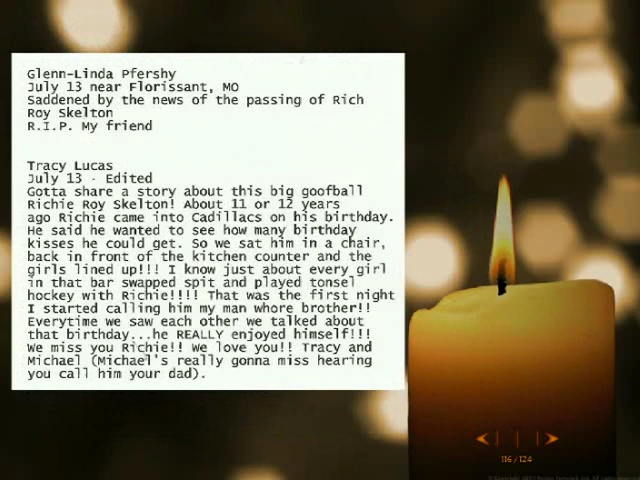 Glenn-Linda Pfershy
July 13 near Florissant, MO
Saddened by the news of the passing of Rich
Roy Skelton
R.I.P. My friend
Tracy Lucas
July 13 · Edited
Gotta share a story about this big goofball
Richie Roy Skelton! About 11 or 12 years
ago Richie came into Cadillacs on his birthday.
He said he wanted to see how many birthday
kisses he could get. So we sat him in a chair,
back in front of the kitchen counter and the
girls lined up!!! I know just about every girl
in that bar swapped spit and played tonsel
hockey with Richie!!!! That was the first night
I started calling him my man whore brother!!
Everytime we saw each other we talked about
that birthday...he REALLY enjoyed himself!!!
We miss you Richie!! We love you!! Tracy and
Michael (Michael's really gonna miss hearing
you call him your dad).
116 / 124